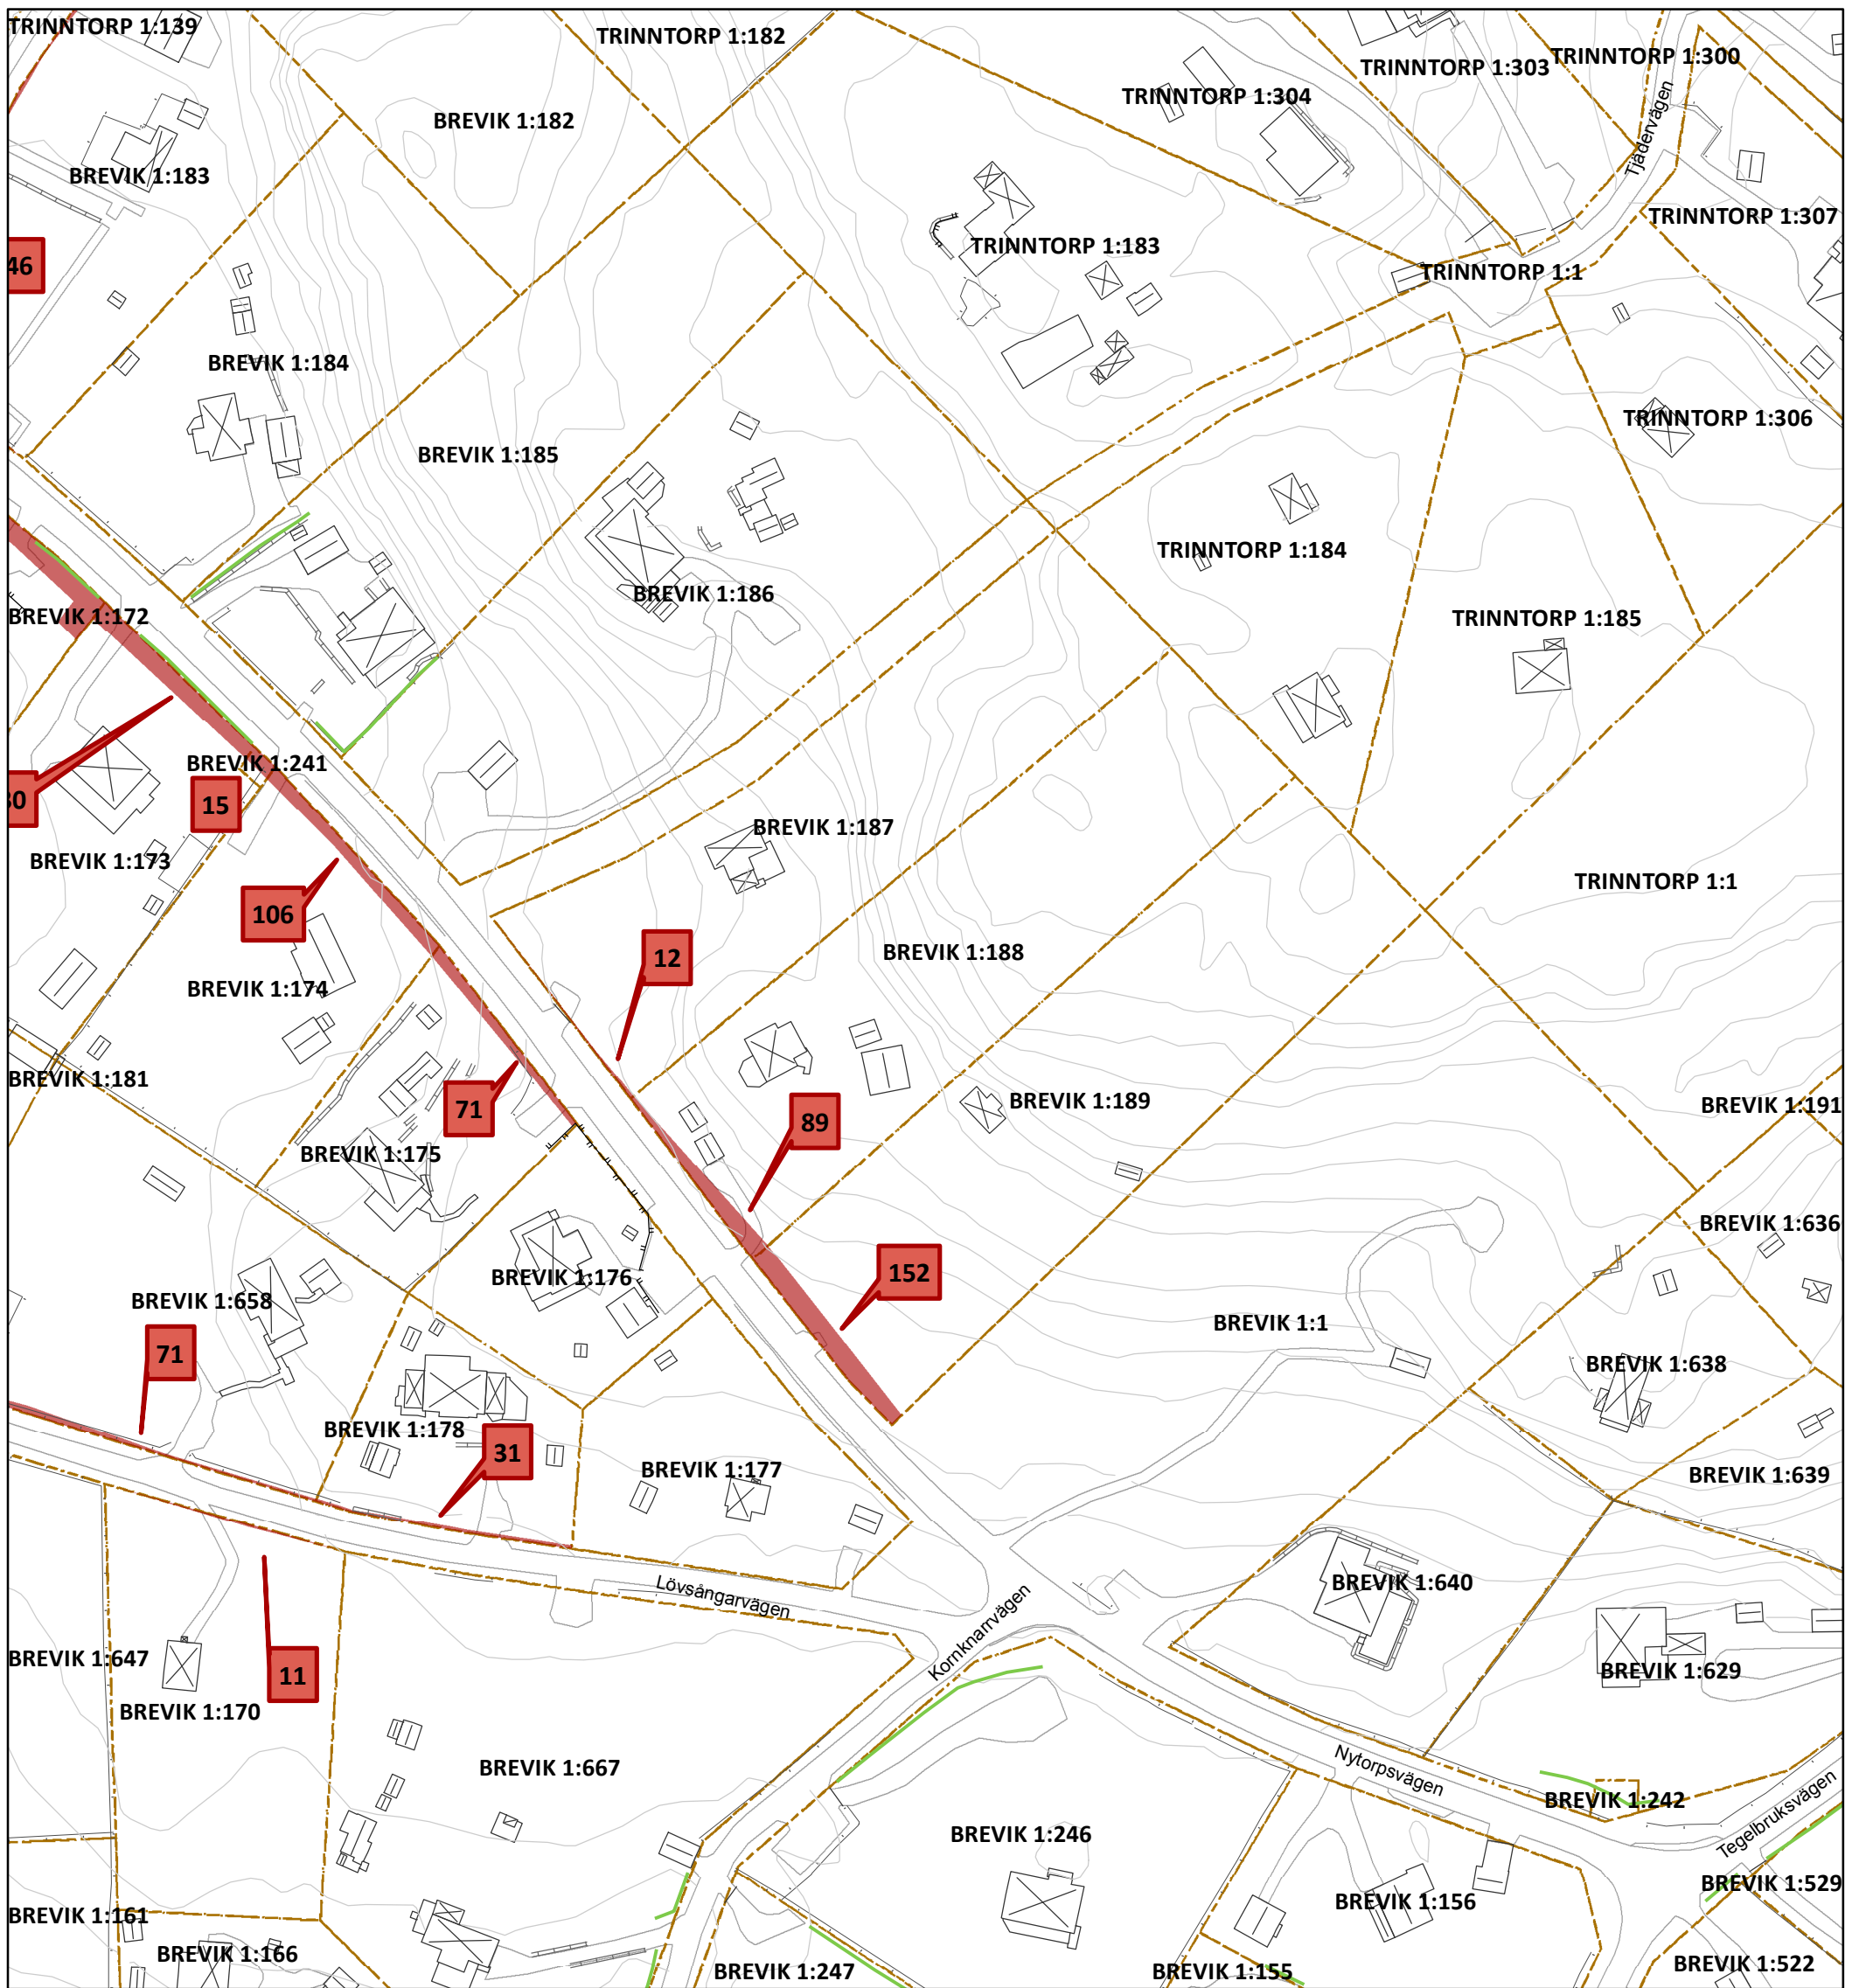 TRINNTORP 1:139
TRINNTORP 1:182
TRINNTORP 1:303
TRINNTORP 1:300
TRINNTORP 1:304
BREVIK 1:182
Tjädervägen
BREVIK 1:183
TRINNTORP 1:307
TRINNTORP 1:183
46
TRINNTORP 1:1
BREVIK 1:184
TRINNTORP 1:306
BREVIK 1:185
TRINNTORP 1:184
BREVIK 1:186
BREVIK 1:172
TRINNTORP 1:185
BREVIK 1:241
15
BREVIK 1:187
BREVIK 1:173
TRINNTORP 1:1
106
BREVIK 1:188
12
BREVIK 1:174
BREVIK 1:181
BREVIK 1:189
BREVIK 1:191
71
89
BREVIK 1:175
BREVIK 1:636
152
BREVIK 1:176
BREVIK 1:658
BREVIK 1:1
71
BREVIK 1:638
BREVIK 1:178
31
BREVIK 1:177
BREVIK 1:639
Lövsångarvägen
BREVIK 1:640
Kornknarrvägen
BREVIK 1:647
11
BREVIK 1:629
BREVIK 1:170
BREVIK 1:667
Nytorpsvägen
BREVIK 1:242
Tegelbruksvägen
BREVIK 1:246
BREVIK 1:529
BREVIK 1:156
BREVIK 1:161
BREVIK 1:166
BREVIK 1:247
BREVIK 1:155
BREVIK 1:522